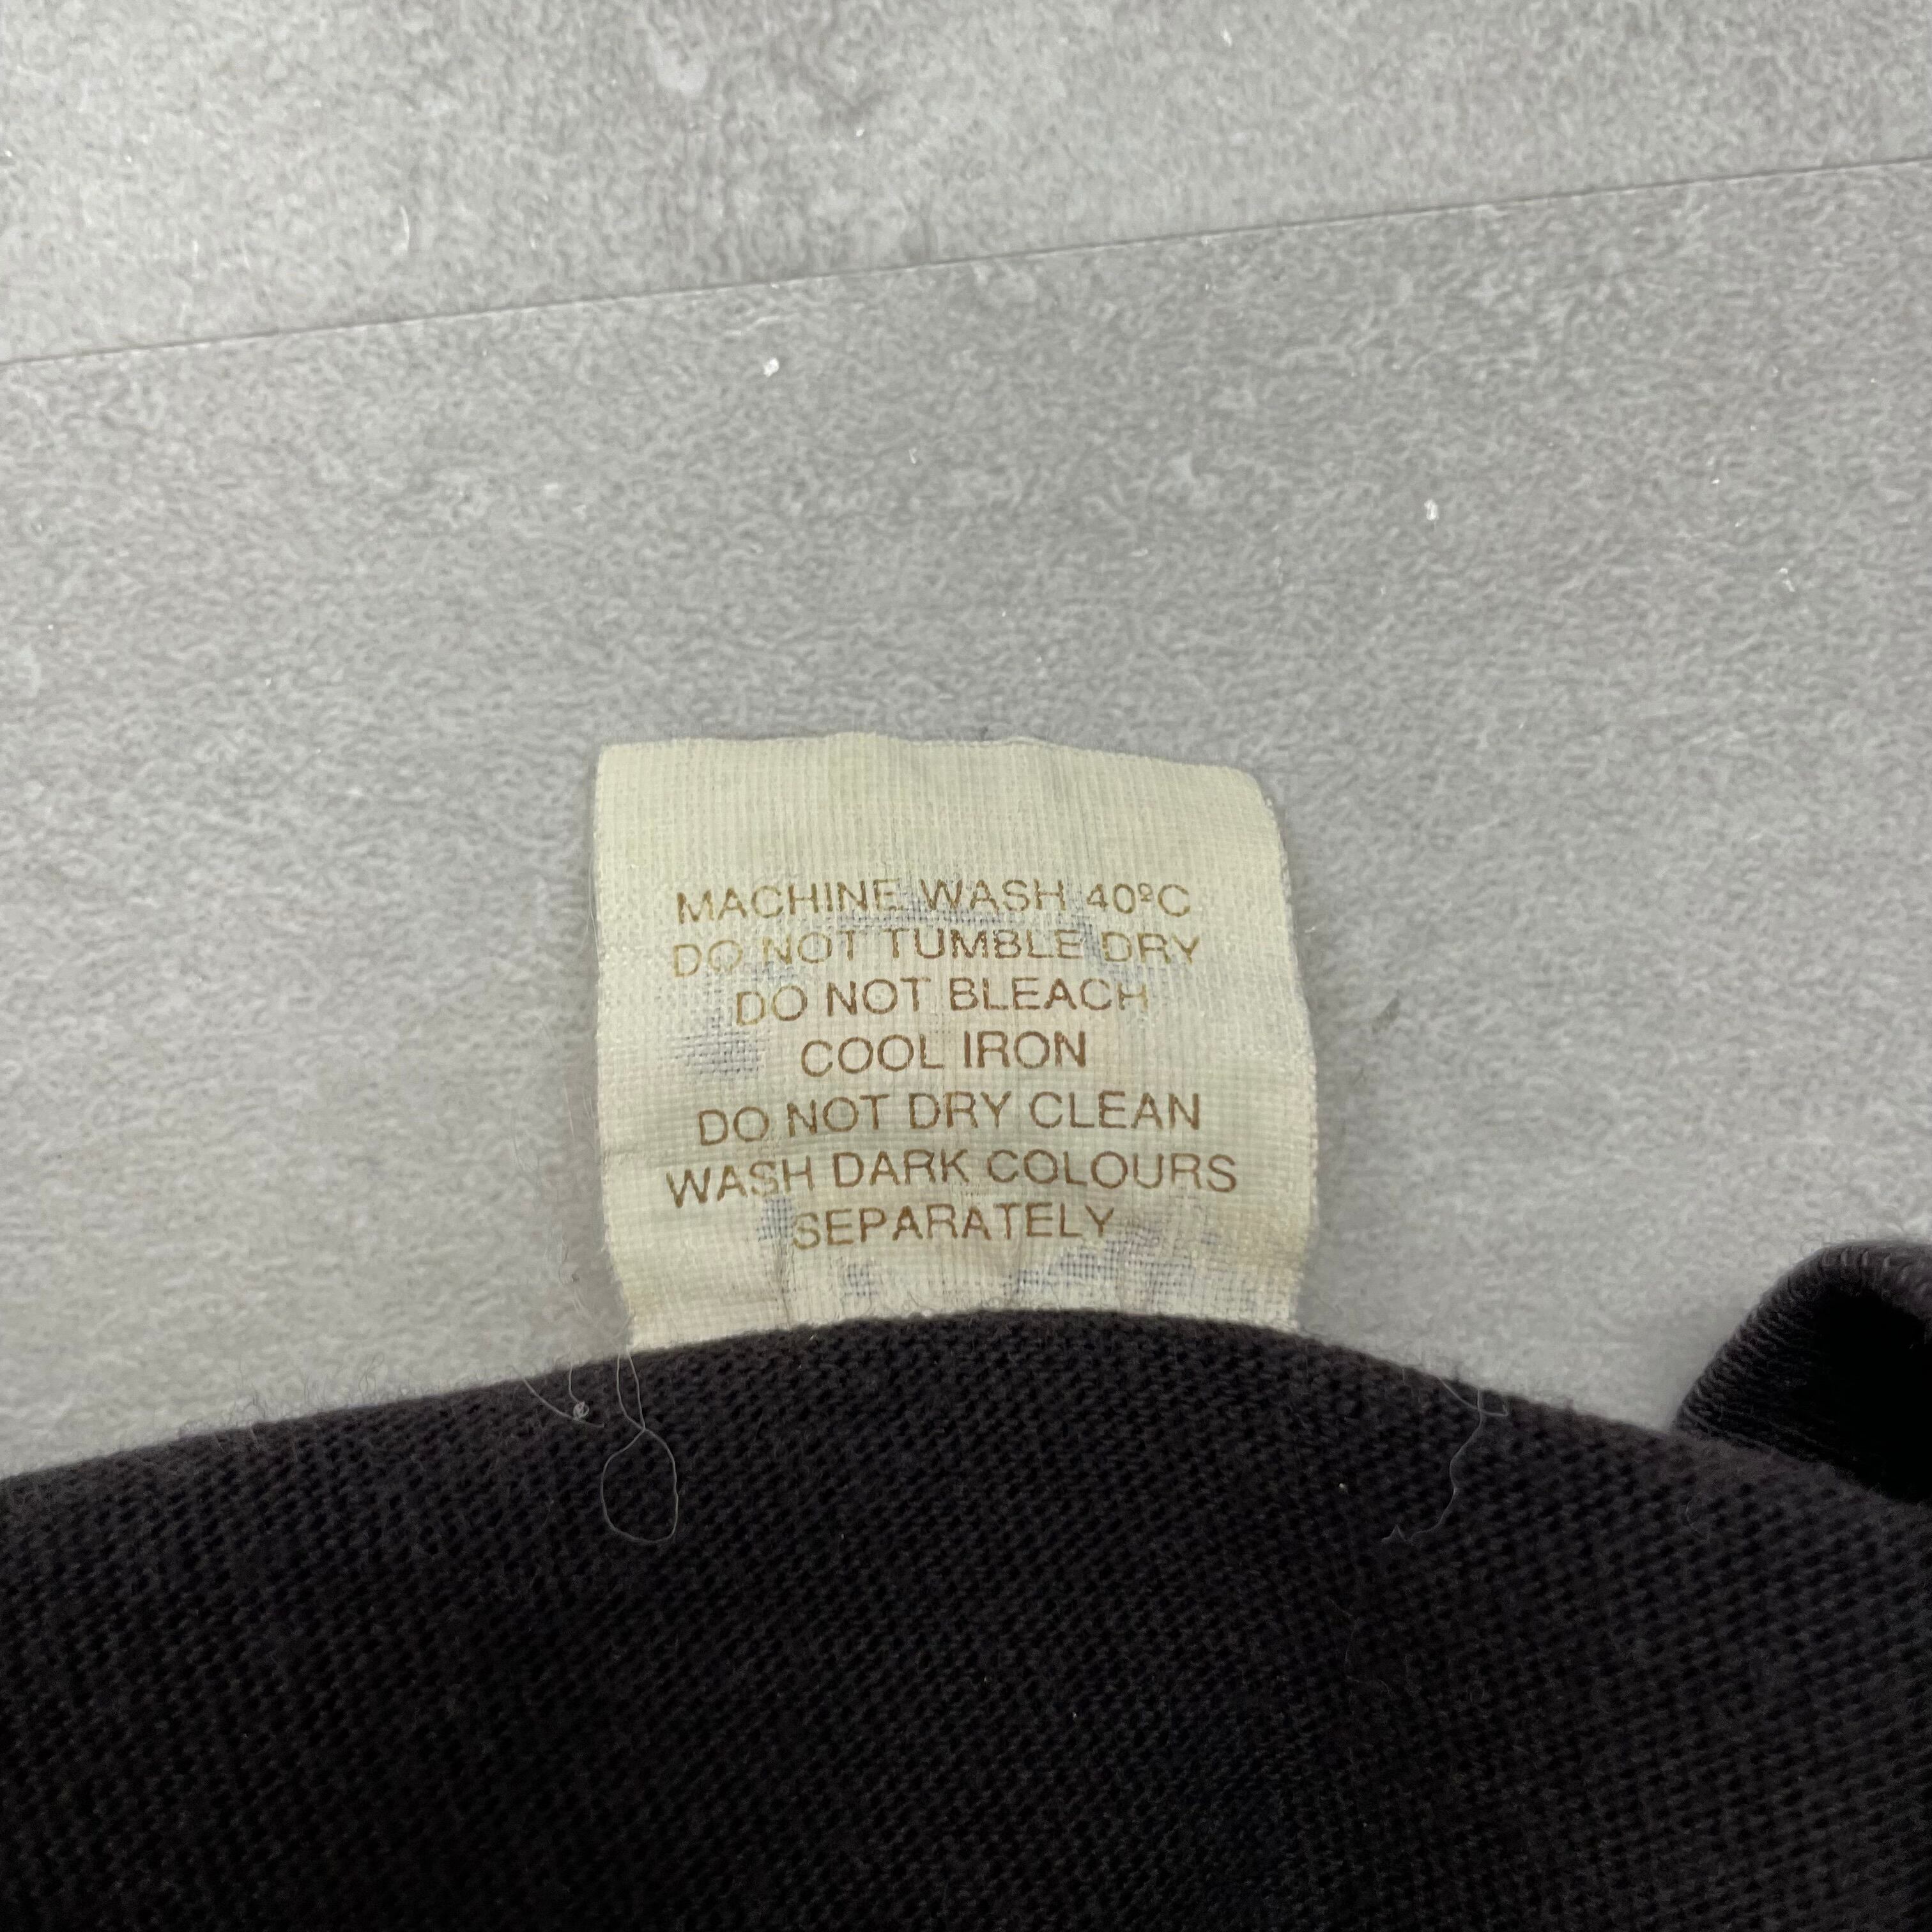 MACHINE WASH 40ºC
DO NOT TUMBLE DRY
DO NOT BLEACH
COOL IRON
DO NOT DRY CLEAN
WASH DARK COLOURS
SEPARATELY